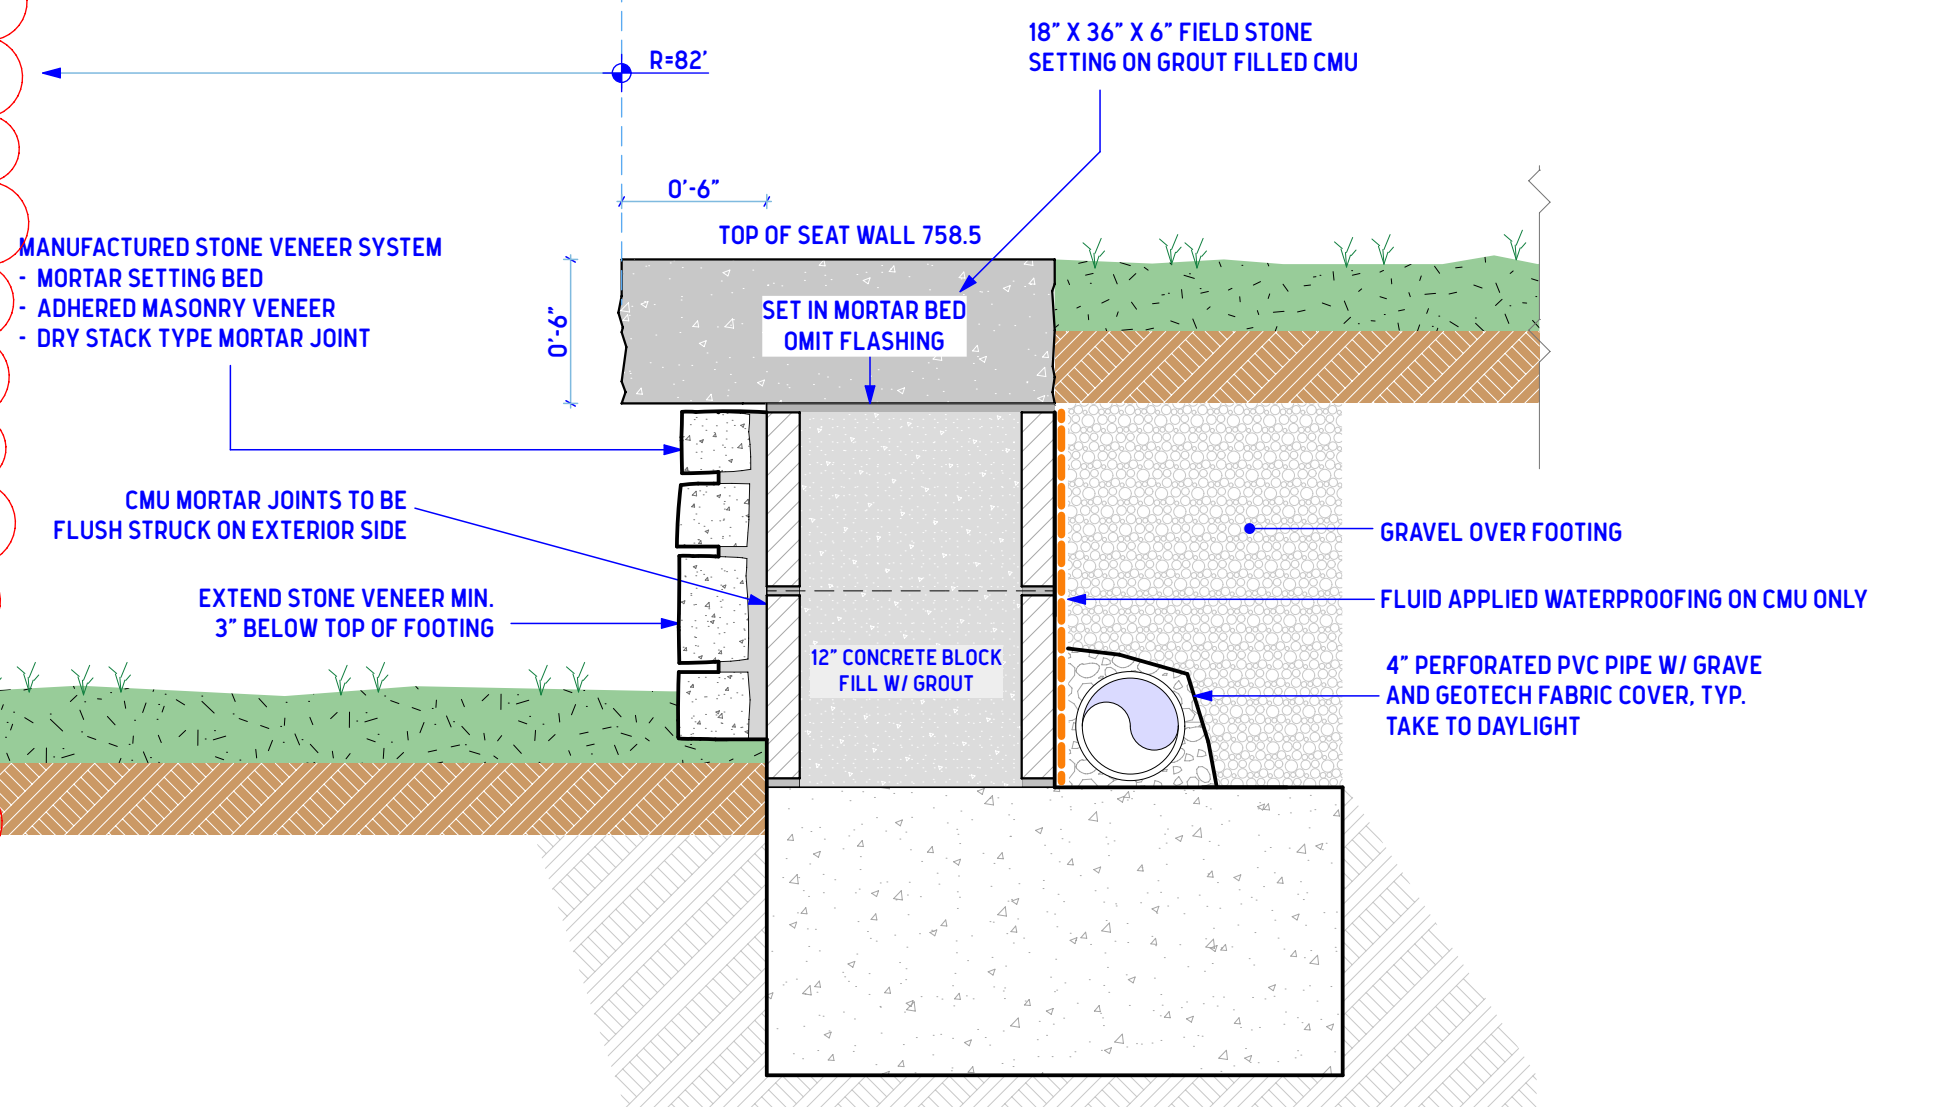 18" X 36" X 6" FIELD STONE
SETTING ON GROUT FILLED CMU
R=82'
0'-6"
TOP OF SEAT WALL 758.5
MANUFACTURED STONE VENEER SYSTEM
- MORTAR SETTING BED
- ADHERED MASONRY VENEER
- DRY STACK TYPE MORTAR JOINT
0'-6"
SET IN MORTAR BED
OMIT FLASHING
CMU MORTAR JOINTS TO BE
FLUSH STRUCK ON EXTERIOR SIDE
GRAVEL OVER FOOTING
EXTEND STONE VENEER MIN.
3" BELOW TOP OF FOOTING
FLUID APPLIED WATERPROOFING ON CMU ONLY
12" CONCRETE BLOCK
FILL W/ GROUT
4" PERFORATED PVC PIPE W/ GRAVE
AND GEOTECH FABRIC COVER, TYP.
TAKE TO DAYLIGHT